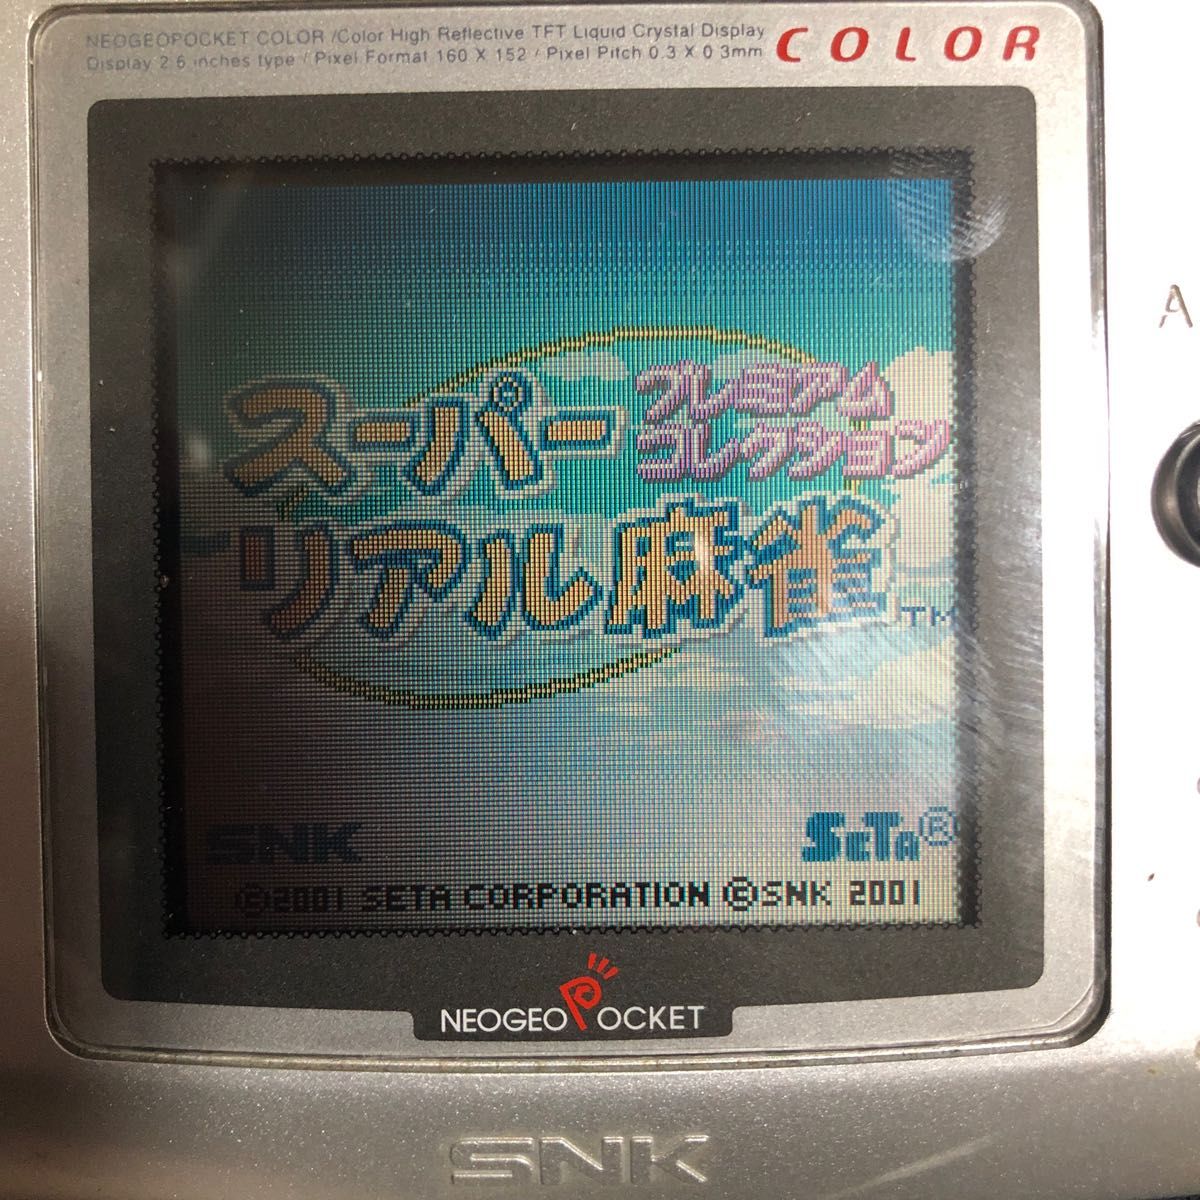 NEOGEOPOCKET COLOR /Color High Reflective TFT Liquid Crystal Display
Display 2.6 inches type / Pixel Format 160 X 152 / Pixel Pitch 0.3 X 0.3mm
COLOR
A
スーパー
プレミアム
コレクション
リアル麻雀™
SNK
SETA®
©2001 SETA CORPORATION ©SNK 2001
NEOGEO POCKET
SNK